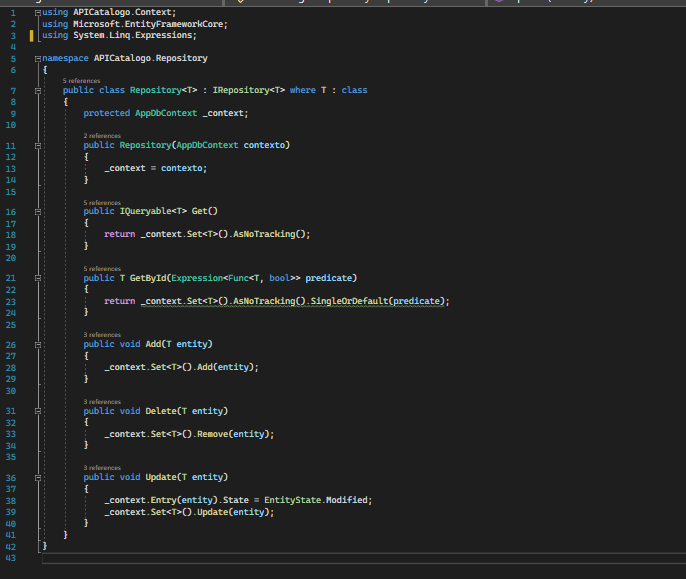 1 using APICatalogo.Context;
2 using Microsoft.EntityFrameworkCore;
3 using System.Linq.Expressions;
4
5 namespace APICatalogo.Repository
6 {
5 references
7 public class Repository<T> : IRepository<T> where T : class
8 {
9 protected AppDbContext _context;
10
2 references
11 public Repository(AppDbContext contexto)
12 {
13 _context = contexto;
14 }
15
5 references
16 public IQueryable<T> Get()
17 {
18 return _context.Set<T>().AsNoTracking();
19 }
20
5 references
21 public T GetById(Expression<Func<T, bool>> predicate)
22 {
23 return _context.Set<T>().AsNoTracking().SingleOrDefault(predicate);
24 }
25
3 references
26 public void Add(T entity)
27 {
28 _context.Set<T>().Add(entity);
29 }
30
3 references
31 public void Delete(T entity)
32 {
33 _context.Set<T>().Remove(entity);
34 }
35
3 references
36 public void Update(T entity)
37 {
38 _context.Entry(entity).State = EntityState.Modified;
39 _context.Set<T>().Update(entity);
40 }
41 }
42 }
43